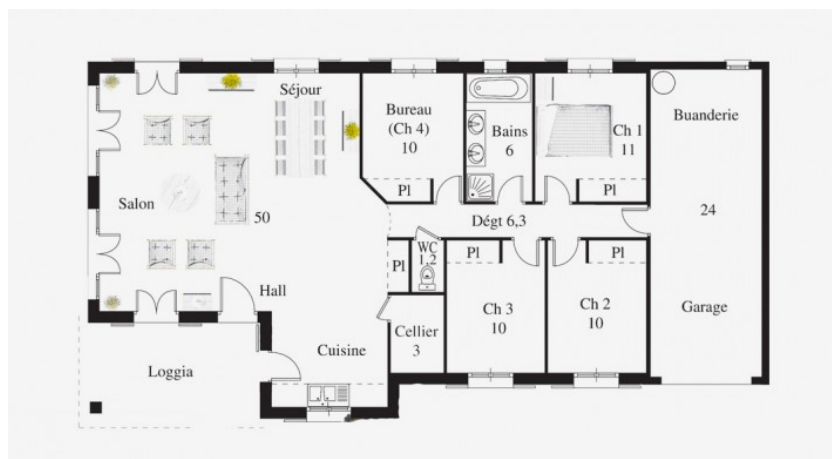 Séjour
Bureau
(Ch 4)
10
Bains
6
Ch 1
11
Buanderie
Pl
Pl
Salon
50
Dégt 6,3
24
WC
1,2
Pl
Pl
Pl
Hall
Ch 3
10
Ch 2
10
Garage
Cellier
3
Cuisine
Loggia